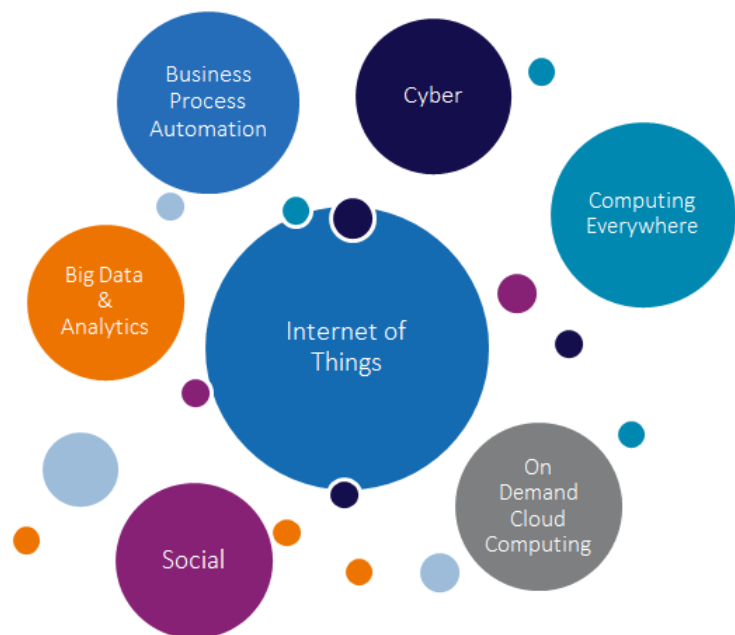 Business
Process
Automation
Cyber
Computing
Everywhere
Big Data
&
Analytics
Internet of
Things
On
Demand
Cloud
Computing
Social